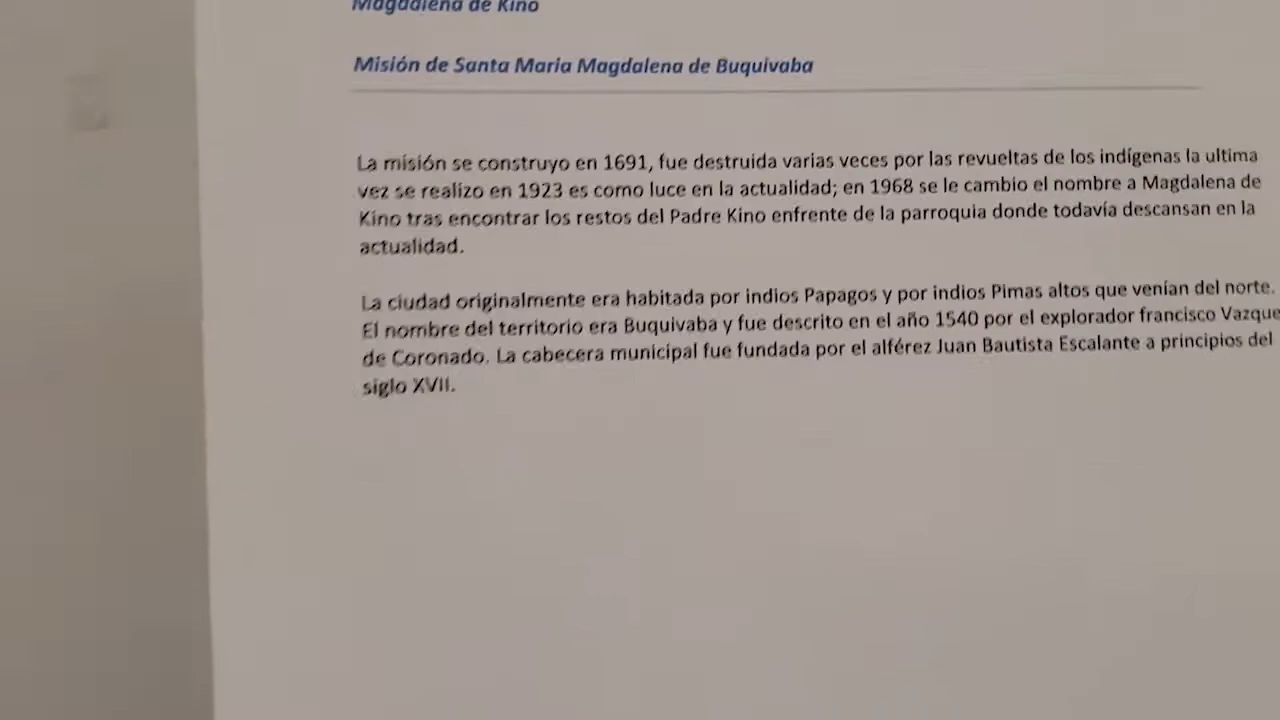 Magdalena de Kino
Misión de Santa Maria Magdalena de Buquivaba
La misión se construyo en 1691, fue destruida varias veces por las revueltas de los indígenas la ultima
vez se realizo en 1923 es como luce en la actualidad; en 1968 se le cambio el nombre a Magdalena de
Kino tras encontrar los restos del Padre Kino enfrente de la parroquia donde todavía descansan en la
actualidad.
La ciudad originalmente era habitada por indios Papagos y por indios Pimas altos que venían del norte.
El nombre del territorio era Buquivaba y fue descrito en el año 1540 por el explorador francisco Vazque
de Coronado. La cabecera municipal fue fundada por el alférez Juan Bautista Escalante a principios del
siglo XVII.